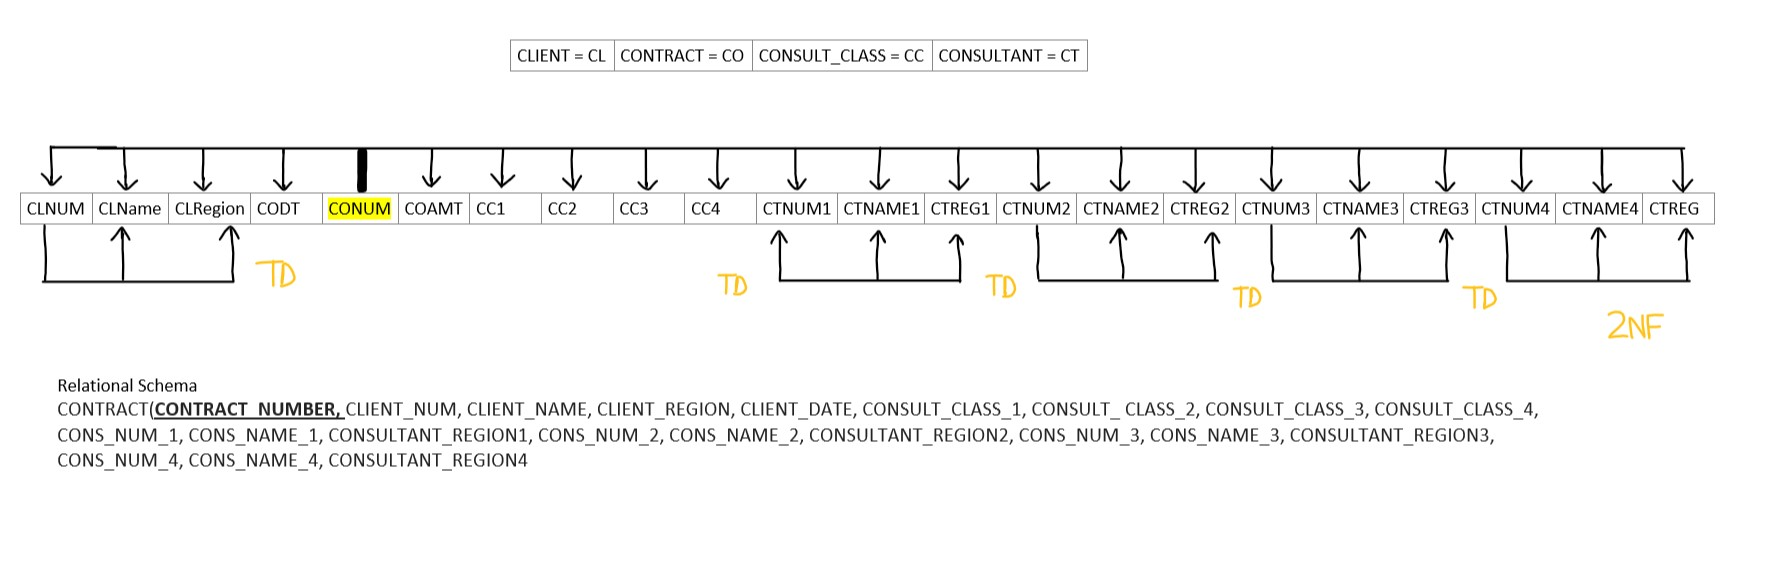 CLIENT = CL CONTRACT = CO CONSULT_CLASS = CC CONSULTANT = CT
CLNUM CLName CLRegion CODT CONUM COAMT CC1 CC2 CC3 CC4 CTNUM1 CTNAME1 CTREG1 CTNUM2 CTNAME2 CTREG2 CTNUM3 CTNAME3 CTREG3 CTNUM4 CTNAME4 CTREG
TD TD TD TD TD
2NF
Relational Schema
CONTRACT(CONTRACT_NUMBER, CLIENT_NUM, CLIENT_NAME, CLIENT_REGION, CLIENT_DATE, CONSULT_CLASS_1, CONSULT_ CLASS_2, CONSULT_CLASS_3, CONSULT_CLASS_4,
CONS_NUM_1, CONS_NAME_1, CONSULTANT_REGION1, CONS_NUM_2, CONS_NAME_2, CONSULTANT_REGION2, CONS_NUM_3, CONS_NAME_3, CONSULTANT_REGION3,
CONS_NUM_4, CONS_NAME_4, CONSULTANT_REGION4